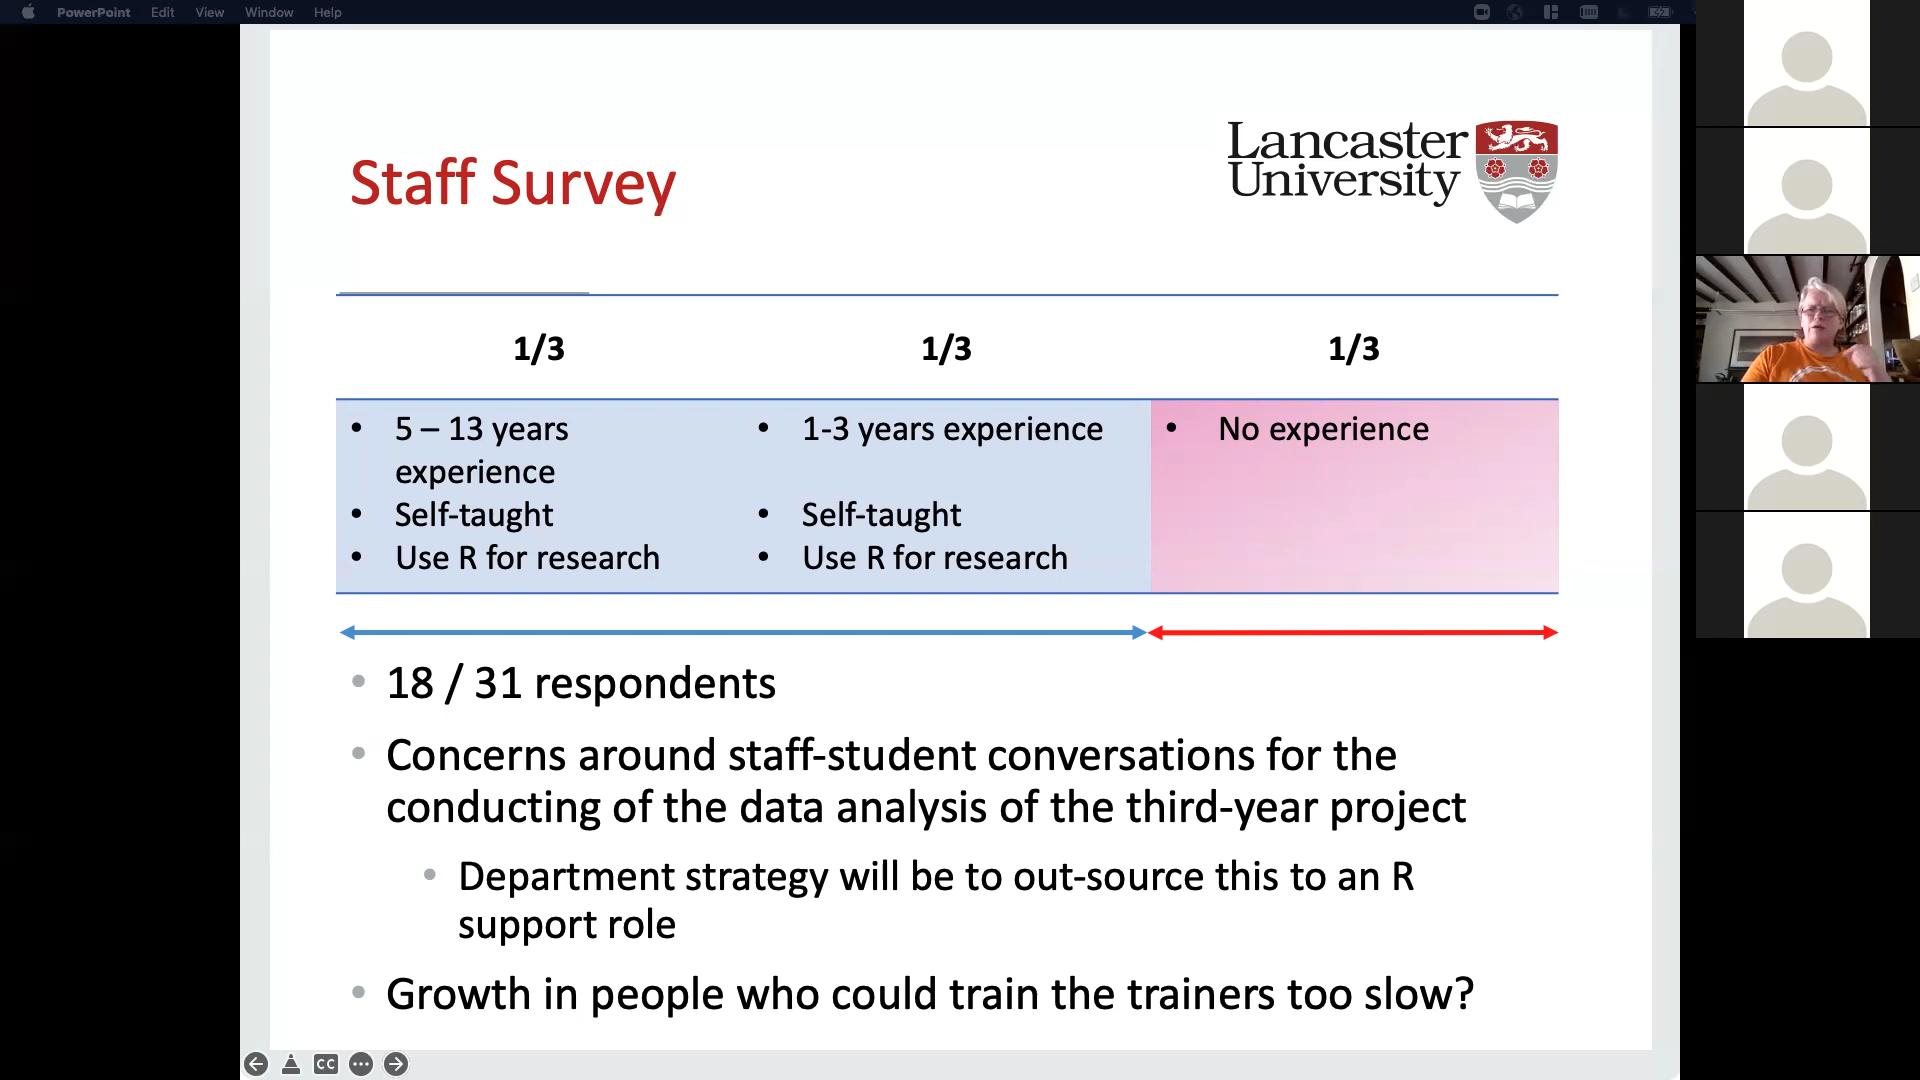 PowerPoint Edit View Window Help
Lancaster
University
Staff Survey
1/3 1/3 1/3
• 5 – 13 years • 1-3 years experience • No experience
experience
• Self-taught • Self-taught
• Use R for research • Use R for research
• 18 / 31 respondents
• Concerns around staff-student conversations for the
conducting of the data analysis of the third-year project
• Department strategy will be to out-source this to an R
support role
• Growth in people who could train the trainers too slow?
CC